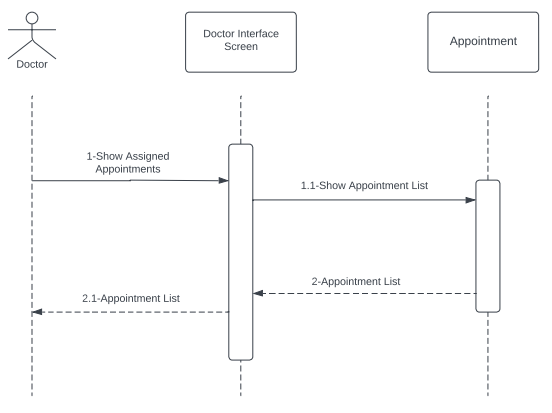 Doctor
Doctor Interface
Screen
Appointment
1-Show Assigned
Appointments
1.1-Show Appointment List
2-Appointment List
2.1-Appointment List